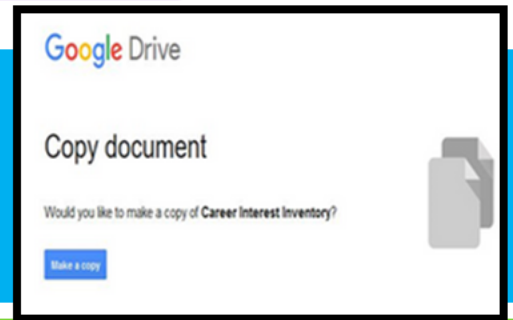 Google Drive
Copy document
Would you like to make a copy of Career Interest Inventory?
Make a copy